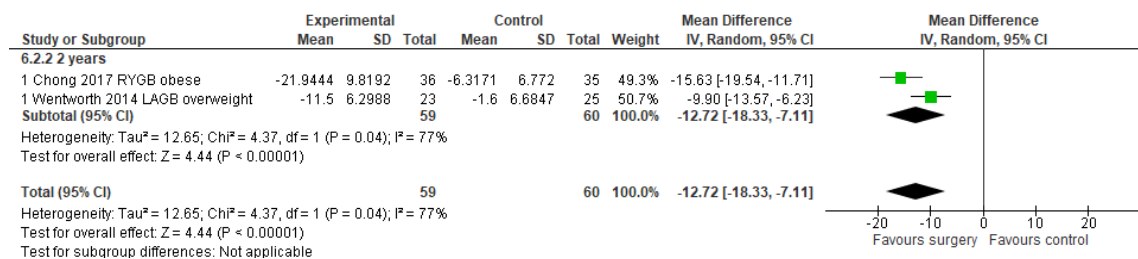 Experimental Control Mean Difference Mean Difference
Study or Subgroup Mean SD Total Mean SD Total Weight IV, Random, 95% CI IV, Random, 95% CI
6.2.2 2 years
1 Chong 2017 RYGB obese -21.9444 9.8192 36 -6.3171 6.772 35 49.3% -15.63 [-19.54, -11.71]
1 Wentworth 2014 LAGB overweight -11.5 6.2988 23 -1.6 6.6847 25 50.7% -9.90 [-13.57, -6.23]
Subtotal (95% CI) 59 60 100.0% -12.72 [-18.33, -7.11]
Heterogeneity: Tau² = 12.65; Chi² = 4.37, df = 1 (P = 0.04); I² = 77%
Test for overall effect: Z = 4.44 (P < 0.00001)
Total (95% CI) 59 60 100.0% -12.72 [-18.33, -7.11]
Heterogeneity: Tau² = 12.65; Chi² = 4.37, df = 1 (P = 0.04); I² = 77%
Test for overall effect: Z = 4.44 (P < 0.00001)
Test for subgroup differences: Not applicable
-20 -10 0 10 20
Favours surgery Favours control